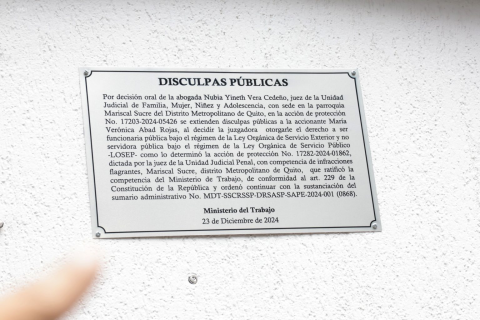 DISCULPAS PÚBLICAS
Por decisión oral de la abogada Nubia Yineth Vera Cedeño, juez de la Unidad
Judicial de Familia, Mujer, Niñez y Adolescencia, con sede en la parroquia
Mariscal Sucre del Distrito Metropolitano de Quito, en la acción de protección
No. 17203-2024-05426 se extienden disculpas públicas a la accionante María
Verónica Abad Rojas, al decidir la juzgadora otorgarle el derecho a ser
funcionaria pública bajo el régimen de la Ley Orgánica de Servicio Exterior y no
servidora pública bajo el régimen de la Ley Orgánica de Servicio Público
-LOSEP- como lo determinó la acción de protección No. 17282-2024-01862,
dictada por la juez de la Unidad Judicial Penal, con competencia de infracciones
flagrantes, Mariscal Sucre, distrito Metropolitano de Quito, que ratificó la
competencia del Ministerio de Trabajo, de conformidad al art. 229 de la
Constitución de la República y ordenó continuar con la sustanciación del
sumario administrativo No. MDT-SSCRSSP-DRSASP-SAPE-2024-001 (0868).
Ministerio del Trabajo
23 de Diciembre de 2024